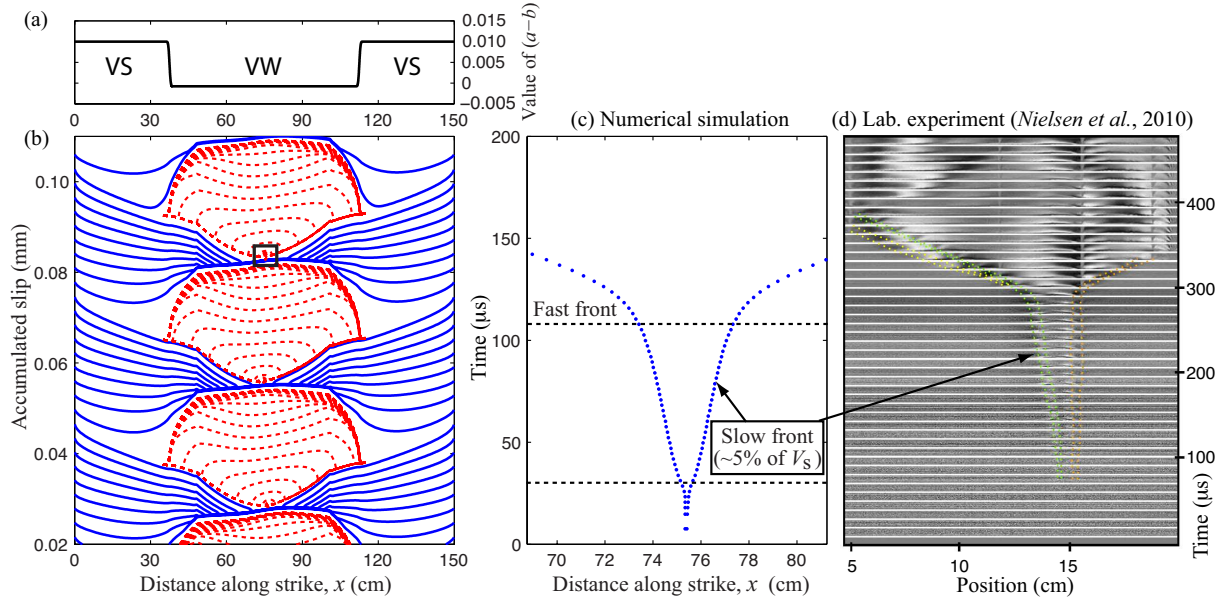 (a)
VS
VW
VS
0.015
0.010
0.005
0
−0.005
Value of (a−b)
0 30 60 90 120 150
(b)
0.10
0.08
0.06
0.04
0.02
Accumulated slip (mm)
0 30 60 90 120 150
Distance along strike, x (cm)
(c) Numerical simulation
200
150
100
50
0
Time (μs)
Fast front
Slow front
(~5% of VS)
70 72 74 76 78 80
Distance along strike, x (cm)
(d) Lab. experiment (Nielsen et al., 2010)
400
300
200
100
Time (μs)
5 10 15
Position (cm)